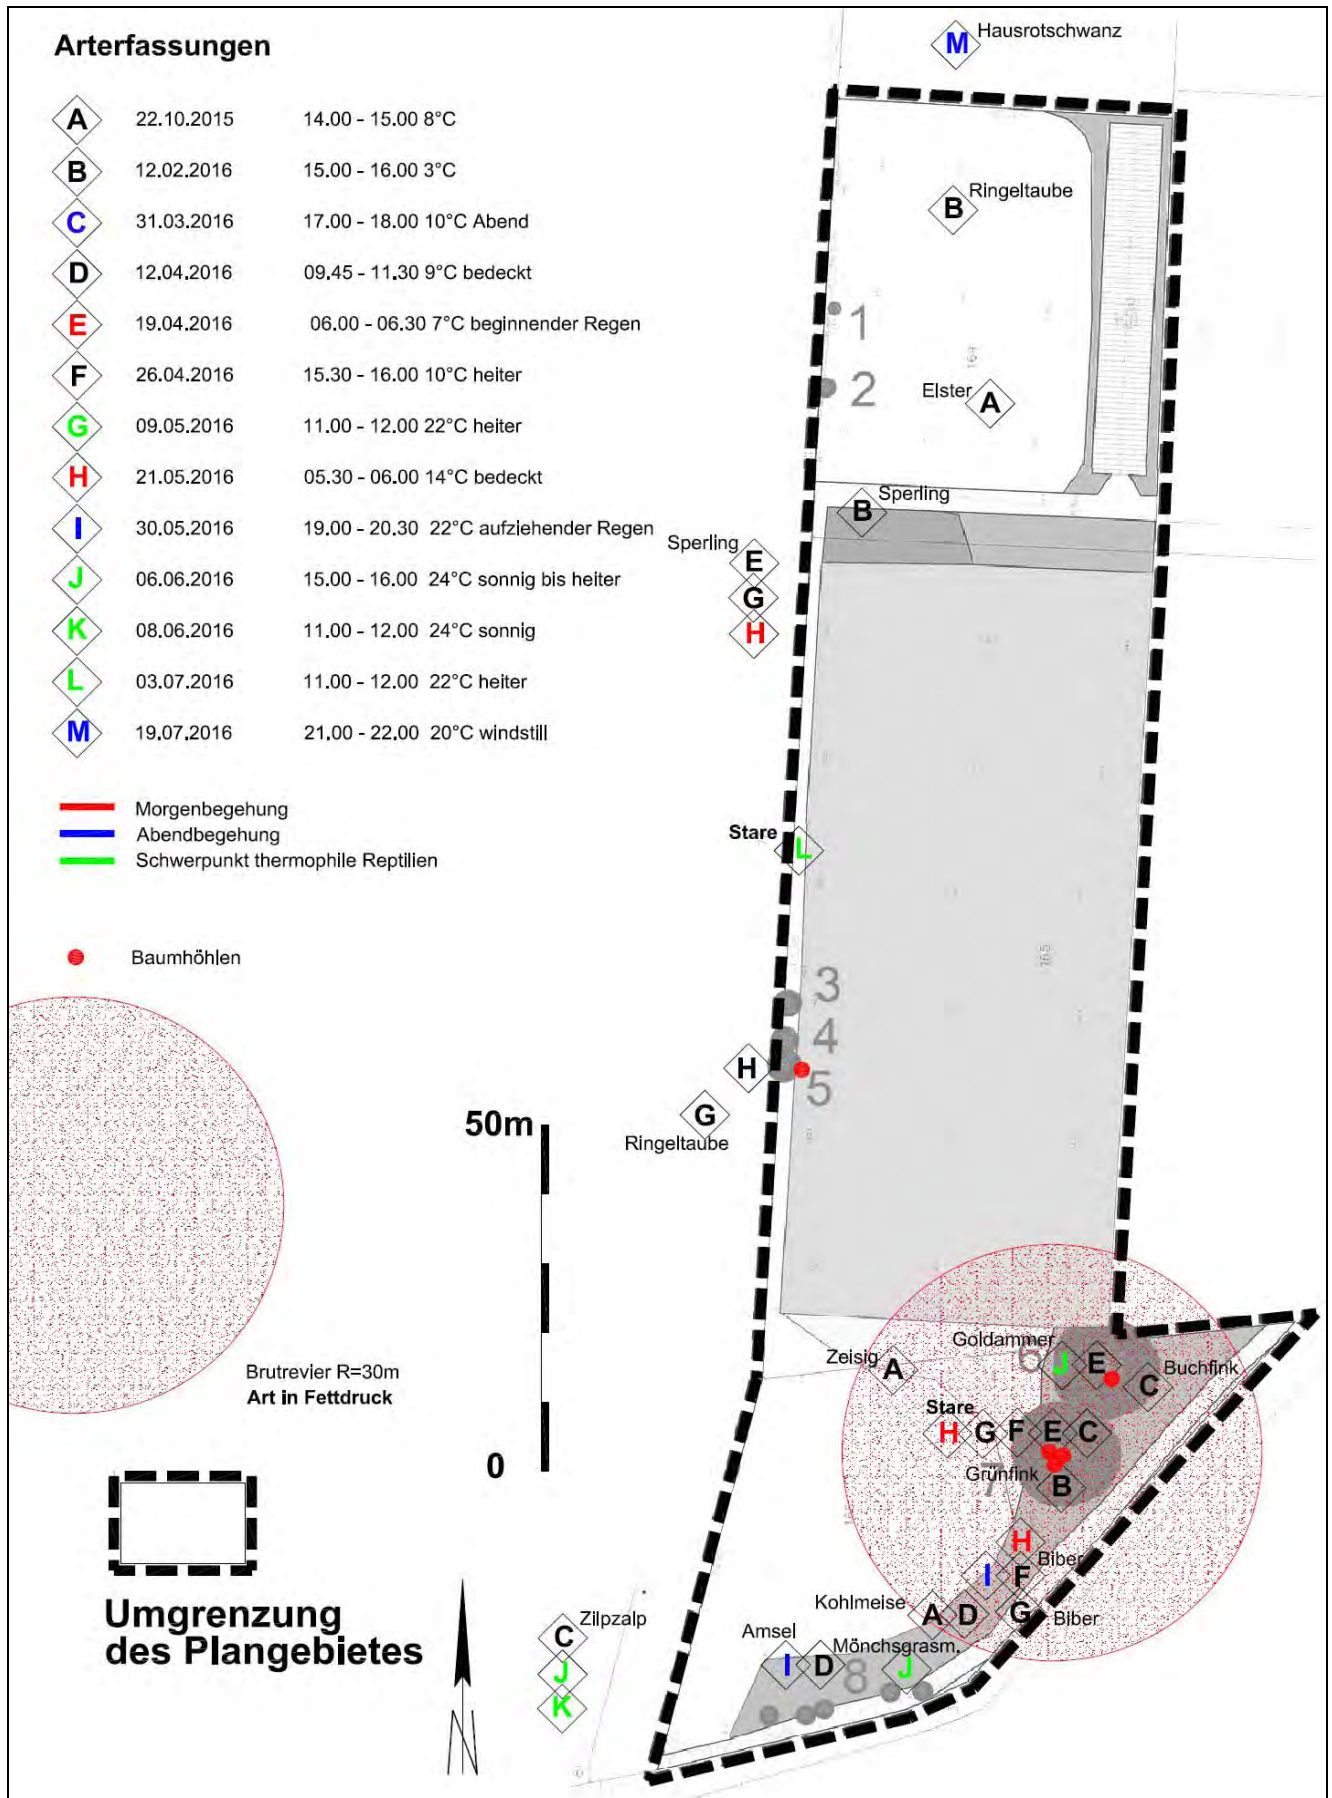 Arterfassungen
A 22.10.2015 14.00 - 15.00 8°C
B 12.02.2016 15.00 - 16.00 3°C
C 31.03.2016 17.00 - 18.00 10°C Abend
D 12.04.2016 09.45 - 11.30 9°C bedeckt
E 19.04.2016 06.00 - 06.30 7°C beginnender Regen
F 26.04.2016 15.30 - 16.00 10°C heiter
G 09.05.2016 11.00 - 12.00 22°C heiter
H 21.05.2016 05.30 - 06.00 14°C bedeckt
I 30.05.2016 19.00 - 20.30 22°C aufziehender Regen
J 06.06.2016 15.00 - 16.00 24°C sonnig bis heiter
K 08.06.2016 11.00 - 12.00 24°C sonnig
L 03.07.2016 11.00 - 12.00 22°C heiter
M 19.07.2016 21.00 - 22.00 20°C windstill
Morgenbegehung
Abendbegehung
Schwerpunkt thermophile Reptilien
Baumhöhlen
Brutrevier R=30m
Art in Fettdruck
Umgrenzung
des Plangebietes
50m
0
N
M Hausrotschwanz
B Ringeltaube
1
2
164
Elster A
B Sperling
Sperling
E
G
H
Stare
L
165
3
4
5
H
G
Ringeltaube
Goldammer
6 J E
Zeisig A
C Buchfink
Stare
H G F E C
Grünfink
7 B
H
Biber
I F
Kohlmeise
A D G
Biber
Amsel
Mönchsgrasm.
I D 8 J
Zilpzalp
C
J
K